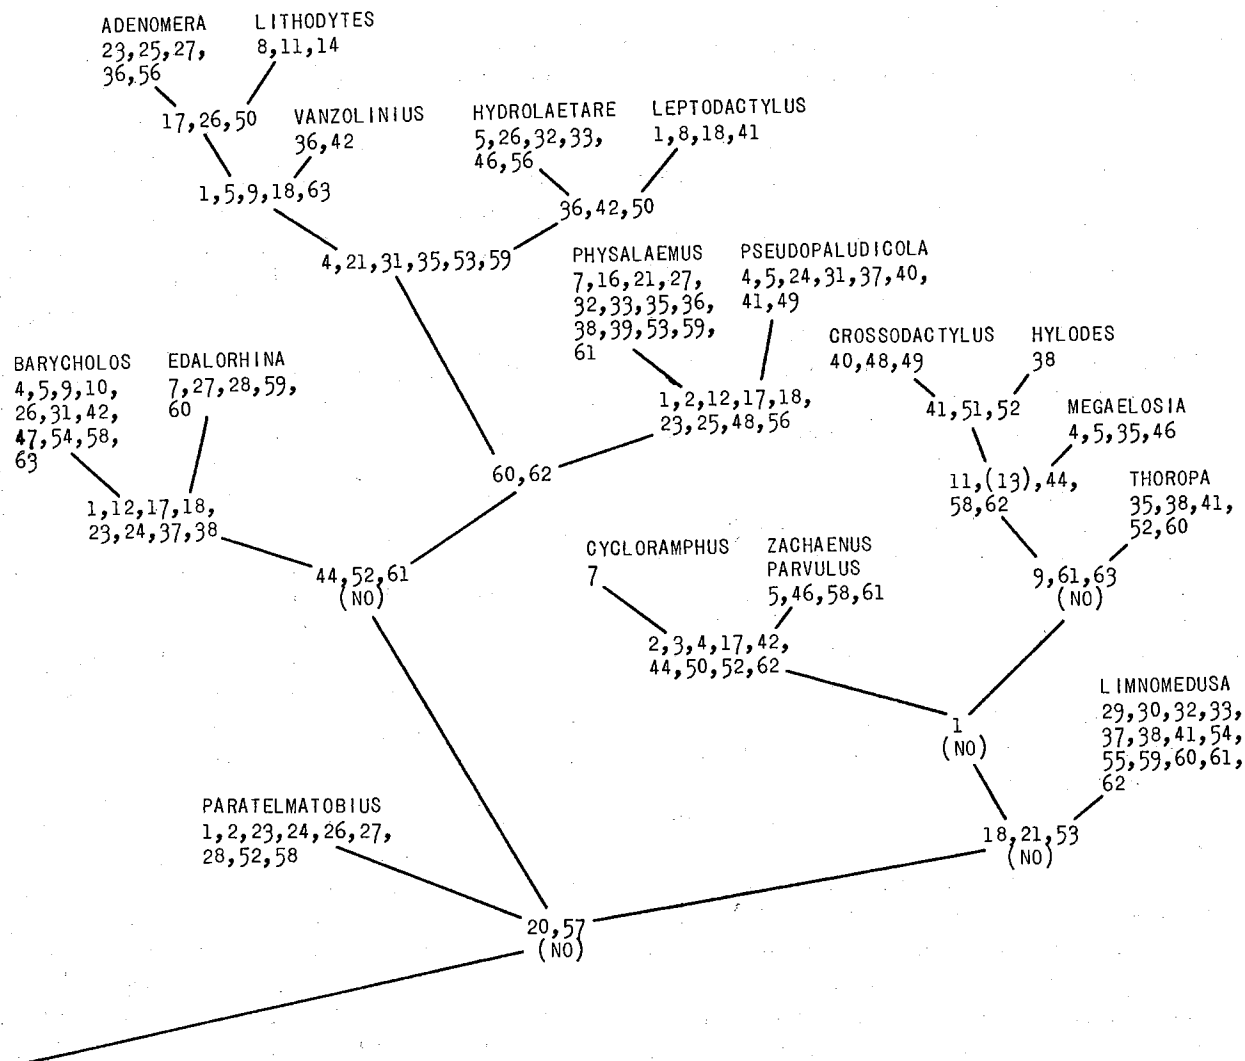 ADENOMERA
23,25,27,
36,56
LITHODYTES
8,11,14
17,26,50
VANZOLINIUS
36,42
HYDROLAETARE
5,26,32,33,
46,56
LEPTODACTYLUS
1,8,18,41
1,5,9,18,63
36,42,50
4,21,31,35,53,59
PHYSALAEMUS
7,16,21,27,
32,33,35,36,
38,39,53,59,
61
PSEUDOPALUDICOLA
4,5,24,31,37,40,
41,49
CROSSODACTYLUS
40,48,49
HYLODES
38
BARYCHOLOS
4,5,9,10,
26,31,42,
47,54,58,
63
EDALORHINA
7,27,28,59,
60
1,2,12,17,18,
23,25,48,56
41,51,52
MEGAELOSIA
4,5,35,46
60,62
11,(13),44,
58,62
THOROPA
35,38,41,
52,60
1,12,17,18,
23,24,37,38
44,52,61
(NO)
CYCLORAMPHUS
7
ZACHAENUS
PARVULUS
5,46,58,61
9,61,63
(NO)
2,3,4,17,42,
44,50,52,62
1
(NO)
LIMNOMEDUSA
29,30,32,33,
37,38,41,54,
55,59,60,61,
62
PARATELMATOBIUS
1,2,23,24,26,27,
28,52,58
18,21,53
(NO)
20,57
(NO)